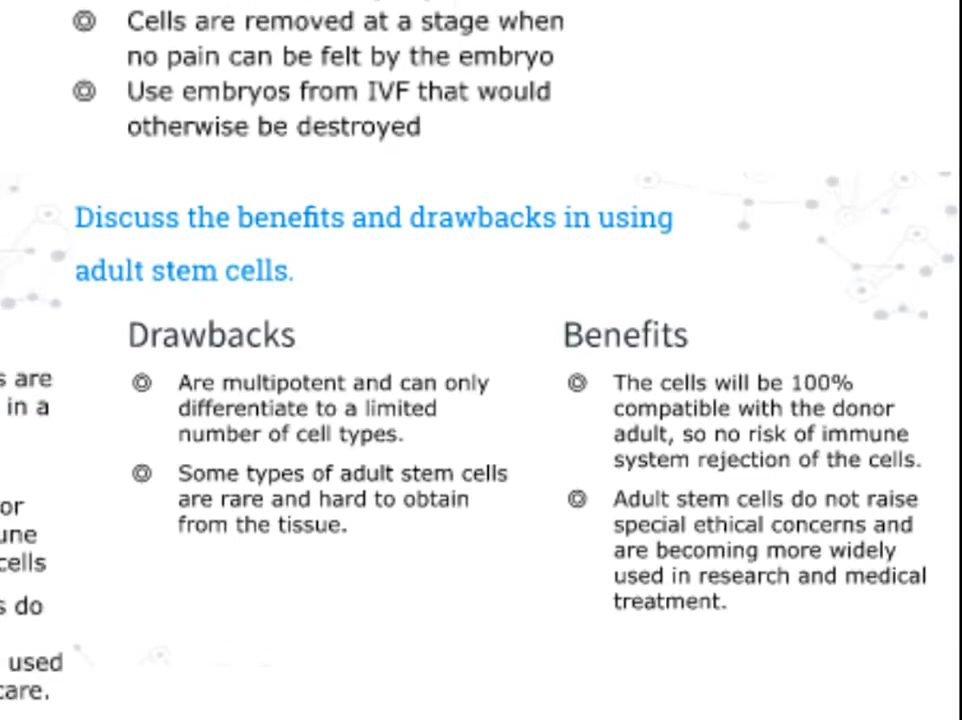 Cells are removed at a stage when
no pain can be felt by the embryo
Use embryos from IVF that would
otherwise be destroyed
Discuss the benefits and drawbacks in using
adult stem cells.
Drawbacks
Are multipotent and can only
differentiate to a limited
number of cell types.
Some types of adult stem cells
are rare and hard to obtain
from the tissue.
Benefits
The cells will be 100%
compatible with the donor
adult, so no risk of immune
system rejection of the cells.
Adult stem cells do not raise
special ethical concerns and
are becoming more widely
used in research and medical
treatment.
s are
in a
or
une
cells
s do
used
care.